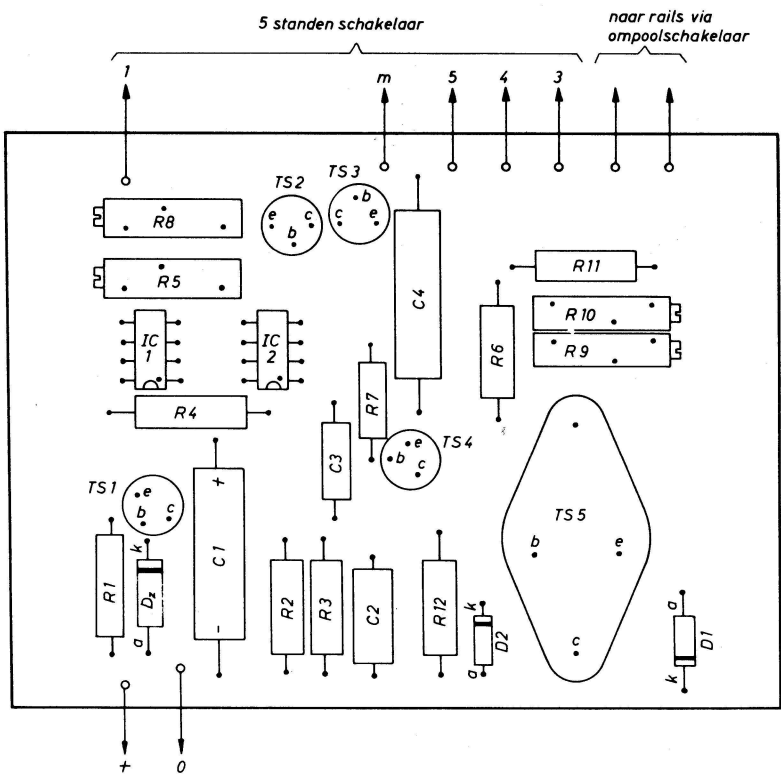 5 standen schakelaar
naar rails via
ompoolschakelaar
1
m
5
4
3
TS2
TS3
e
c
b
b
c
e
R8
R5
C4
R11
R10
R9
R6
IC
1
IC
2
R7
R4
C3
e
b
c
TS4
TS1
e
b
c
+
C1
-
TS5
b
e
c
k
R1
Dz
a
R2
R3
C2
R12
k
D2
a
a
D1
k
+
0